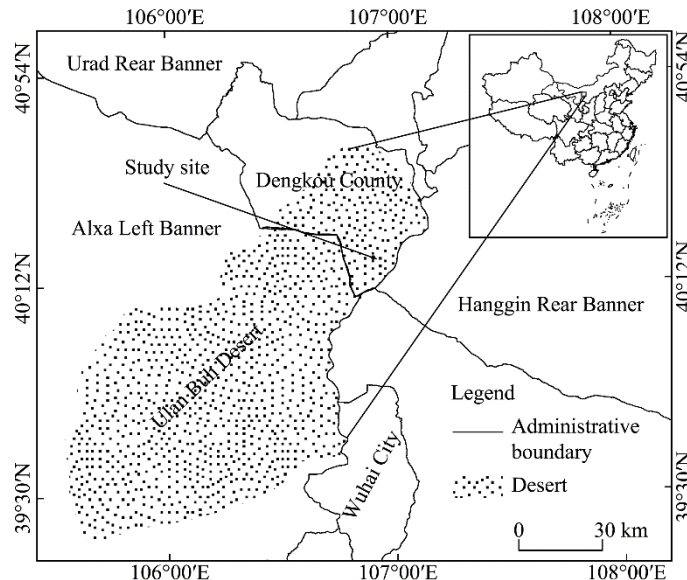 106°00′E 107°00′E 108°00′E
40°54′N
40°54′N
Urad Rear Banner
Study site
Dengkou County
Alxa Left Banner
40°12′N
40°12′N
Hanggin Rear Banner
Ulan Buh Desert
Legend
Administrative
boundary
Wuhai City
Desert
39°30′N
39°30′N
0 30 km
106°00′E 107°00′E 108°00′E